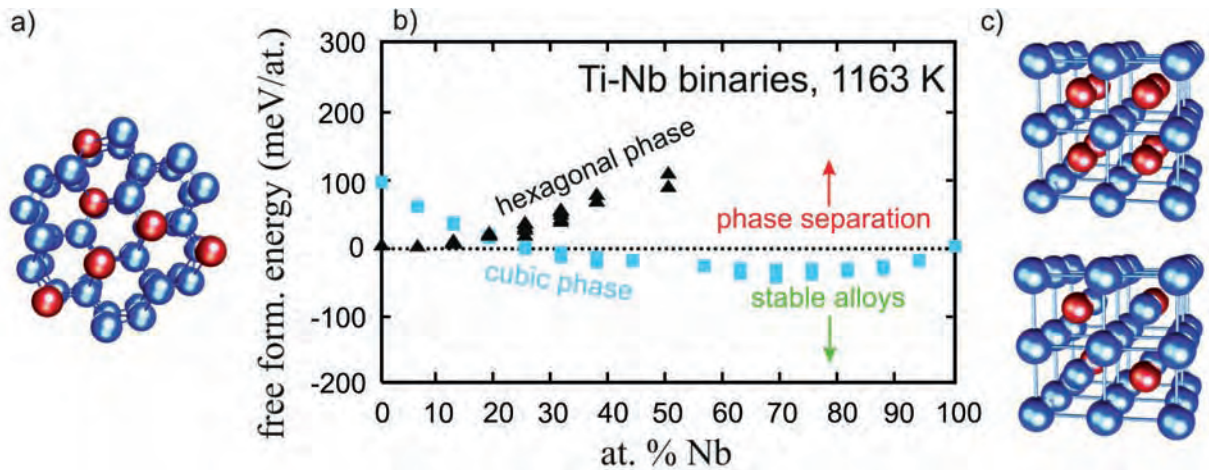 a)
b)
c)
free form. energy (meV/at.)
300
200
100
0
-100
-200
Ti-Nb binaries, 1163 K
hexagonal phase
phase separation
cubic phase
stable alloys
0 10 20 30 40 50 60 70 80 90 100
at. % Nb